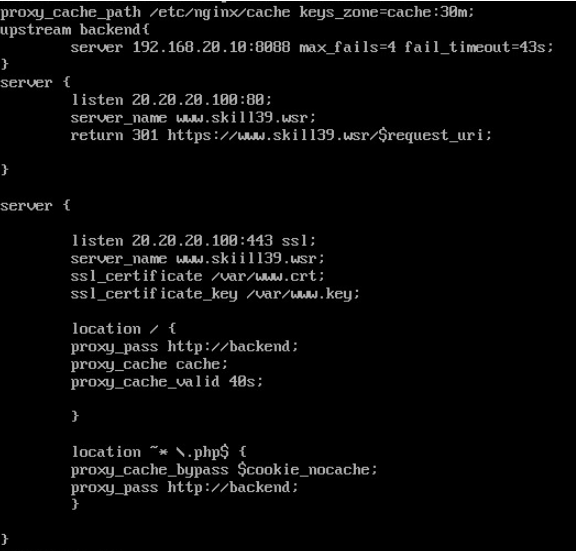 proxy_cache_path /etc/nginx/cache keys_zone=cache:30m;
upstream backend{
server 192.168.20.10:8088 max_fails=4 fail_timeout=43s;
}
server {
listen 20.20.20.100:80;
server_name www.skill39.wsr;
return 301 https://www.skill39.wsr/$request_uri;
}
server {
listen 20.20.20.100:443 ssl;
server_name www.skiill39.wsr;
ssl_certificate /var/www.crt;
ssl_certificate_key /var/www.key;
location / {
proxy_pass http://backend;
proxy_cache cache;
proxy_cache_valid 40s;
}
location ~* \.php$ {
proxy_cache_bypass $cookie_nocache;
proxy_pass http://backend;
}
}